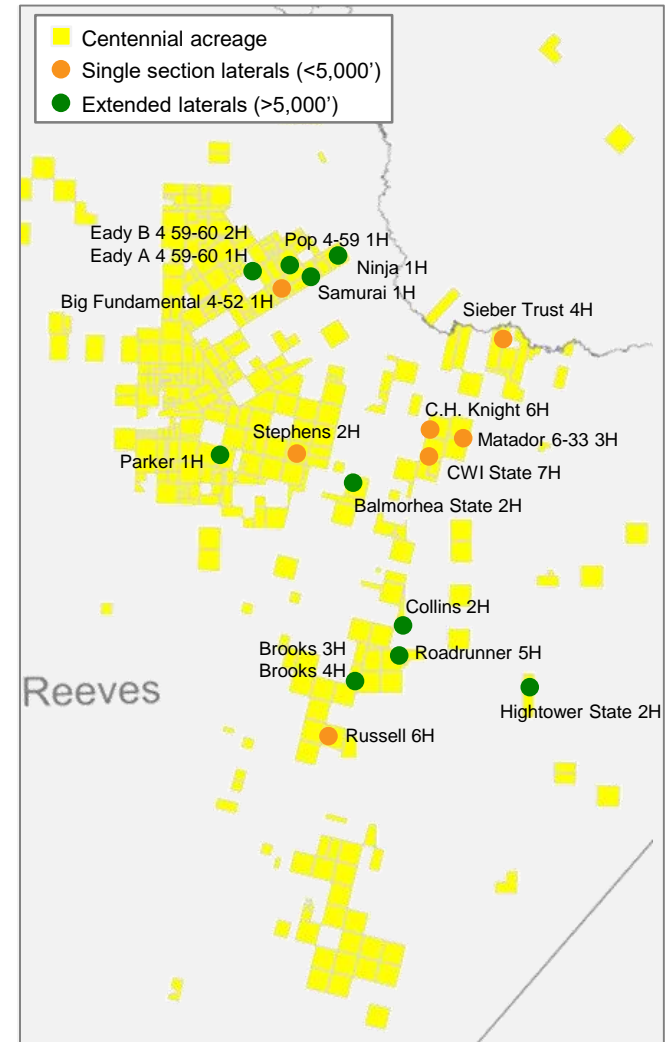 Centennial acreage
Single section laterals (<5,000’)
Extended laterals (>5,000’)
Eady B 4 59-60 2H
Eady A 4 59-60 1H
Pop 4-59 1H
Ninja 1H
Samurai 1H
Big Fundamental 4-52 1H
Sieber Trust 4H
C.H. Knight 6H
Matador 6-33 3H
CWI State 7H
Stephens 2H
Parker 1H
Balmorhea State 2H
Collins 2H
Brooks 3H
Brooks 4H
Roadrunner 5H
Reeves
Hightower State 2H
Russell 6H